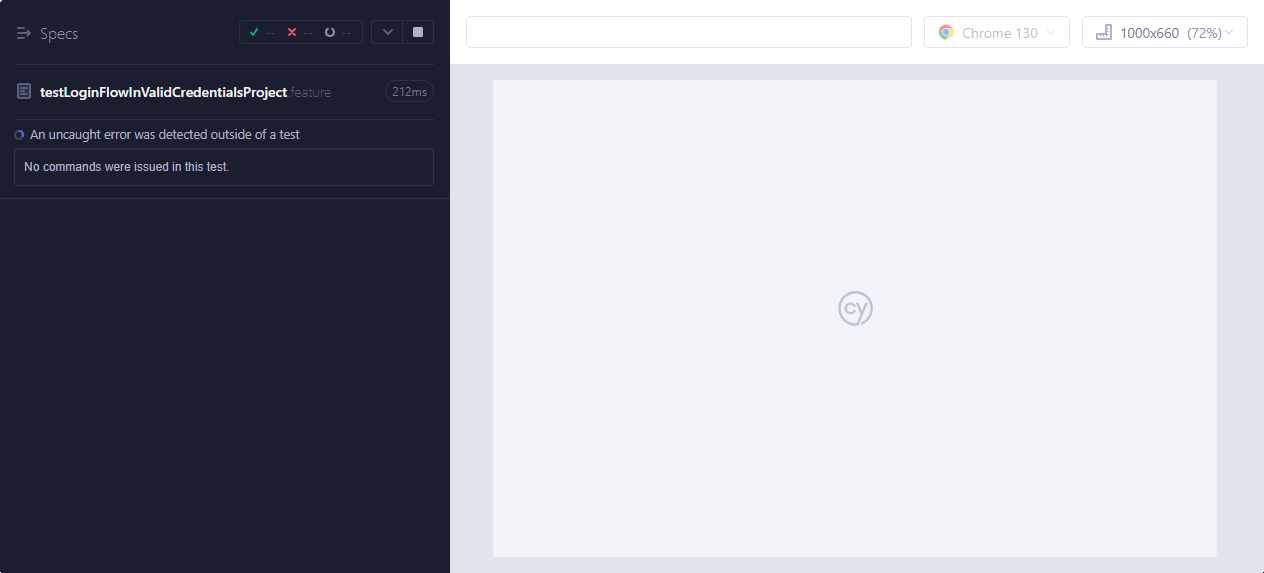 Specs
--
--
--
testLoginFlowInValidCredentialsProject.feature
212ms
An uncaught error was detected outside of a test
No commands were issued in this test.
Chrome 130
1000x660 (72%)
cy